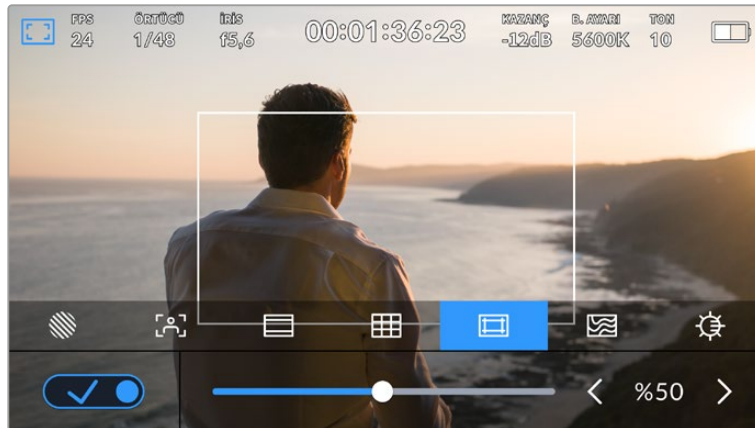 FPS ÖRTÜCÜ İRİS KAZANÇ B. AYARI TON
24 1/48 f5,6 00:01:36:23 -12dB 5600K 10
%50